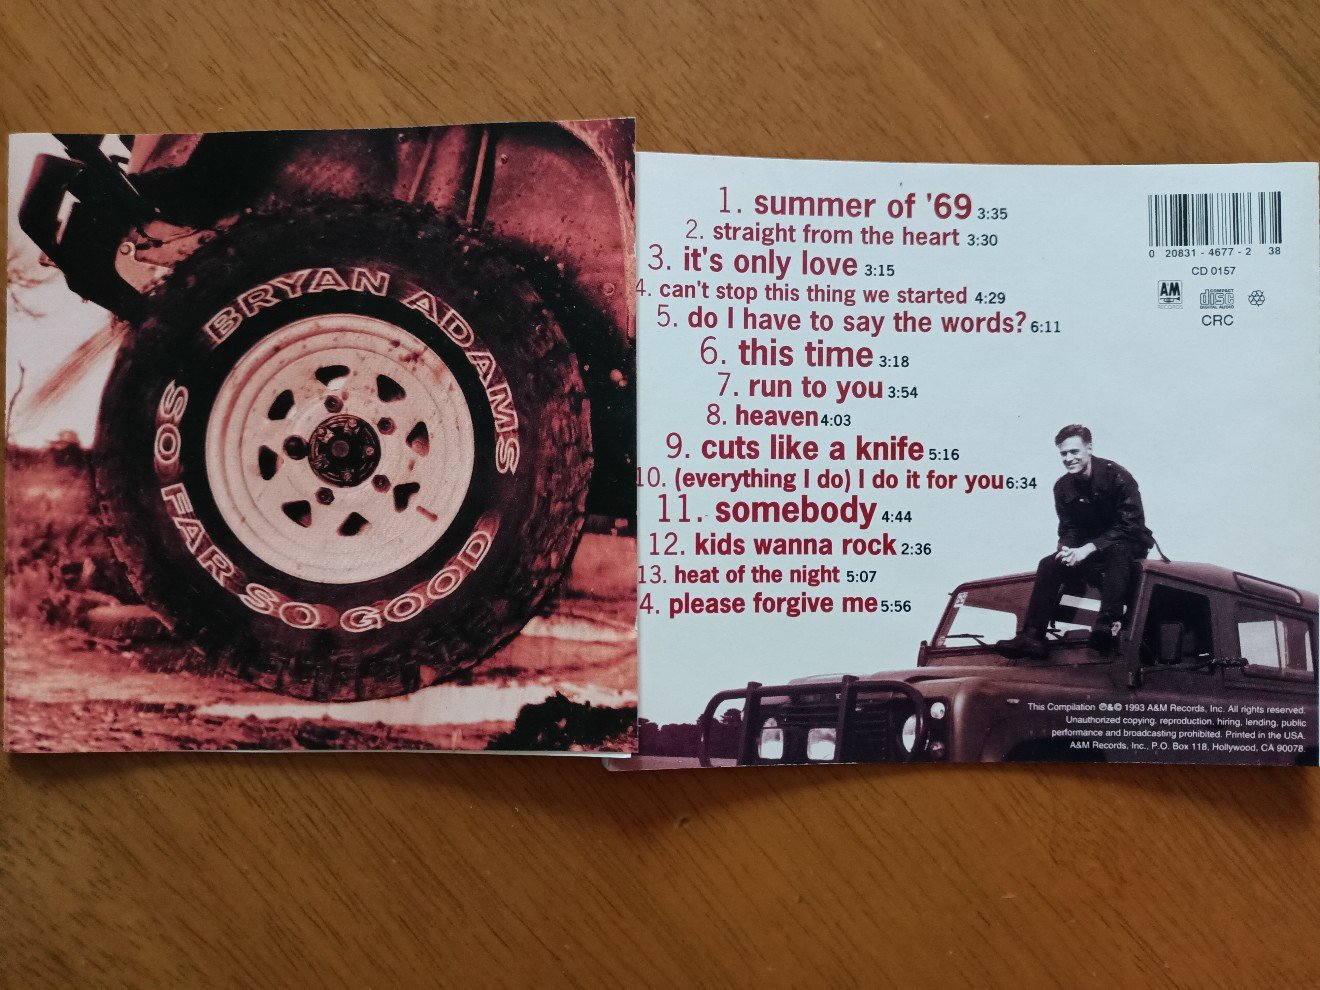 BRYAN ADAMS
SO FAR SO GOOD
1. summer of '69 3:35
2. straight from the heart 3:30
3. it's only love 3:15
4. can't stop this thing we started 4:29
5. do I have to say the words? 6:11
6. this time 3:18
7. run to you 3:54
8. heaven 4:03
9. cuts like a knife 5:16
10. (everything I do) I do it for you 6:34
11. somebody 4:44
12. kids wanna rock 2:36
13. heat of the night 5:07
4. please forgive me 5:56
0 20831-4677-2 38
CD 0157
AM
RECORDS
COMPACT
disc
DIGITAL AUDIO
CRC
This Compilation ℗&© 1993 A&M Records, Inc. All rights reserved.
Unauthorized copying, reproduction, hiring, lending, public
performance and broadcasting prohibited. Printed in the USA.
A&M Records, Inc., P.O. Box 118, Hollywood, CA 90078.